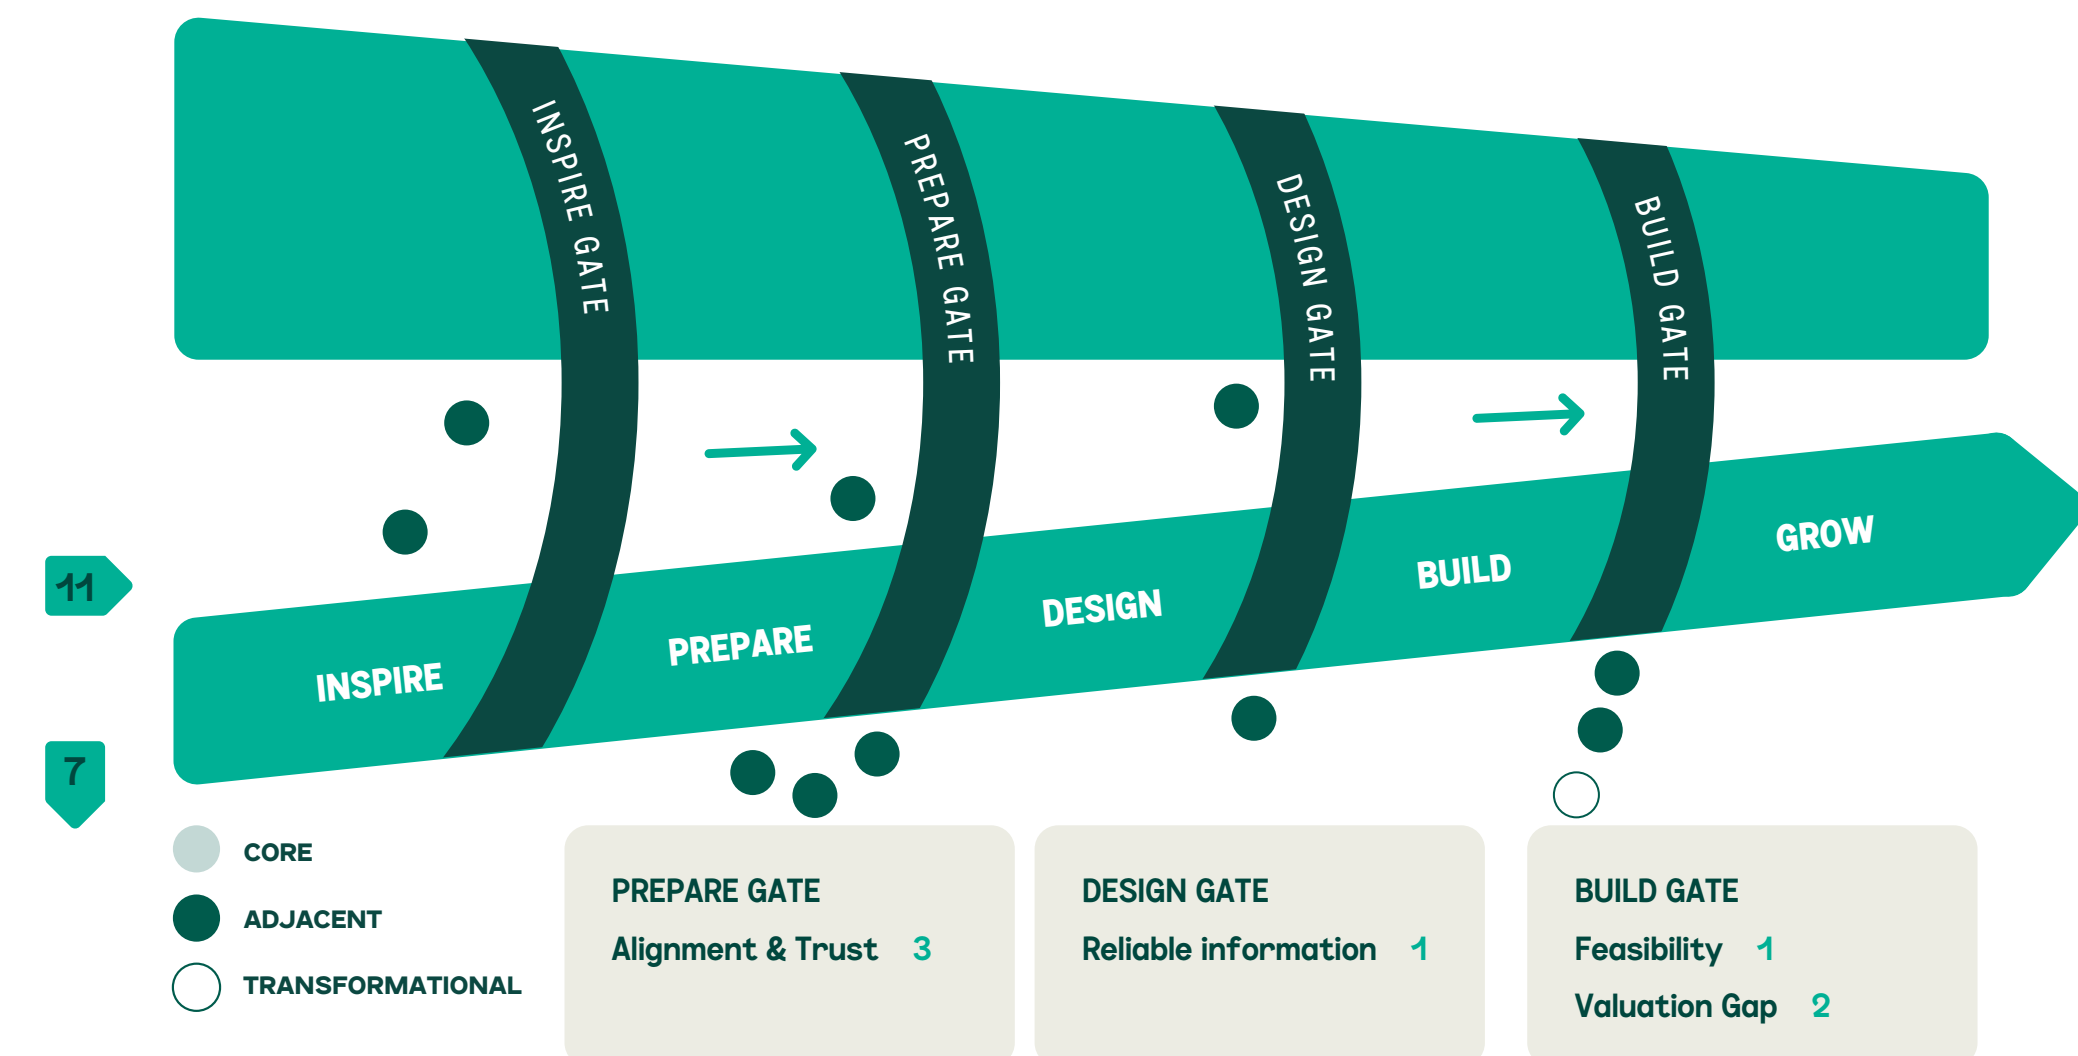 INSPIRE GATE
PREPARE GATE
DESIGN GATE
BUILD GATE
INSPIRE
PREPARE
DESIGN
BUILD
GROW
11
7
CORE
ADJACENT
TRANSFORMATIONAL
PREPARE GATE
Alignment & Trust 3
DESIGN GATE
Reliable information 1
BUILD GATE
Feasibility 1
Valuation Gap 2